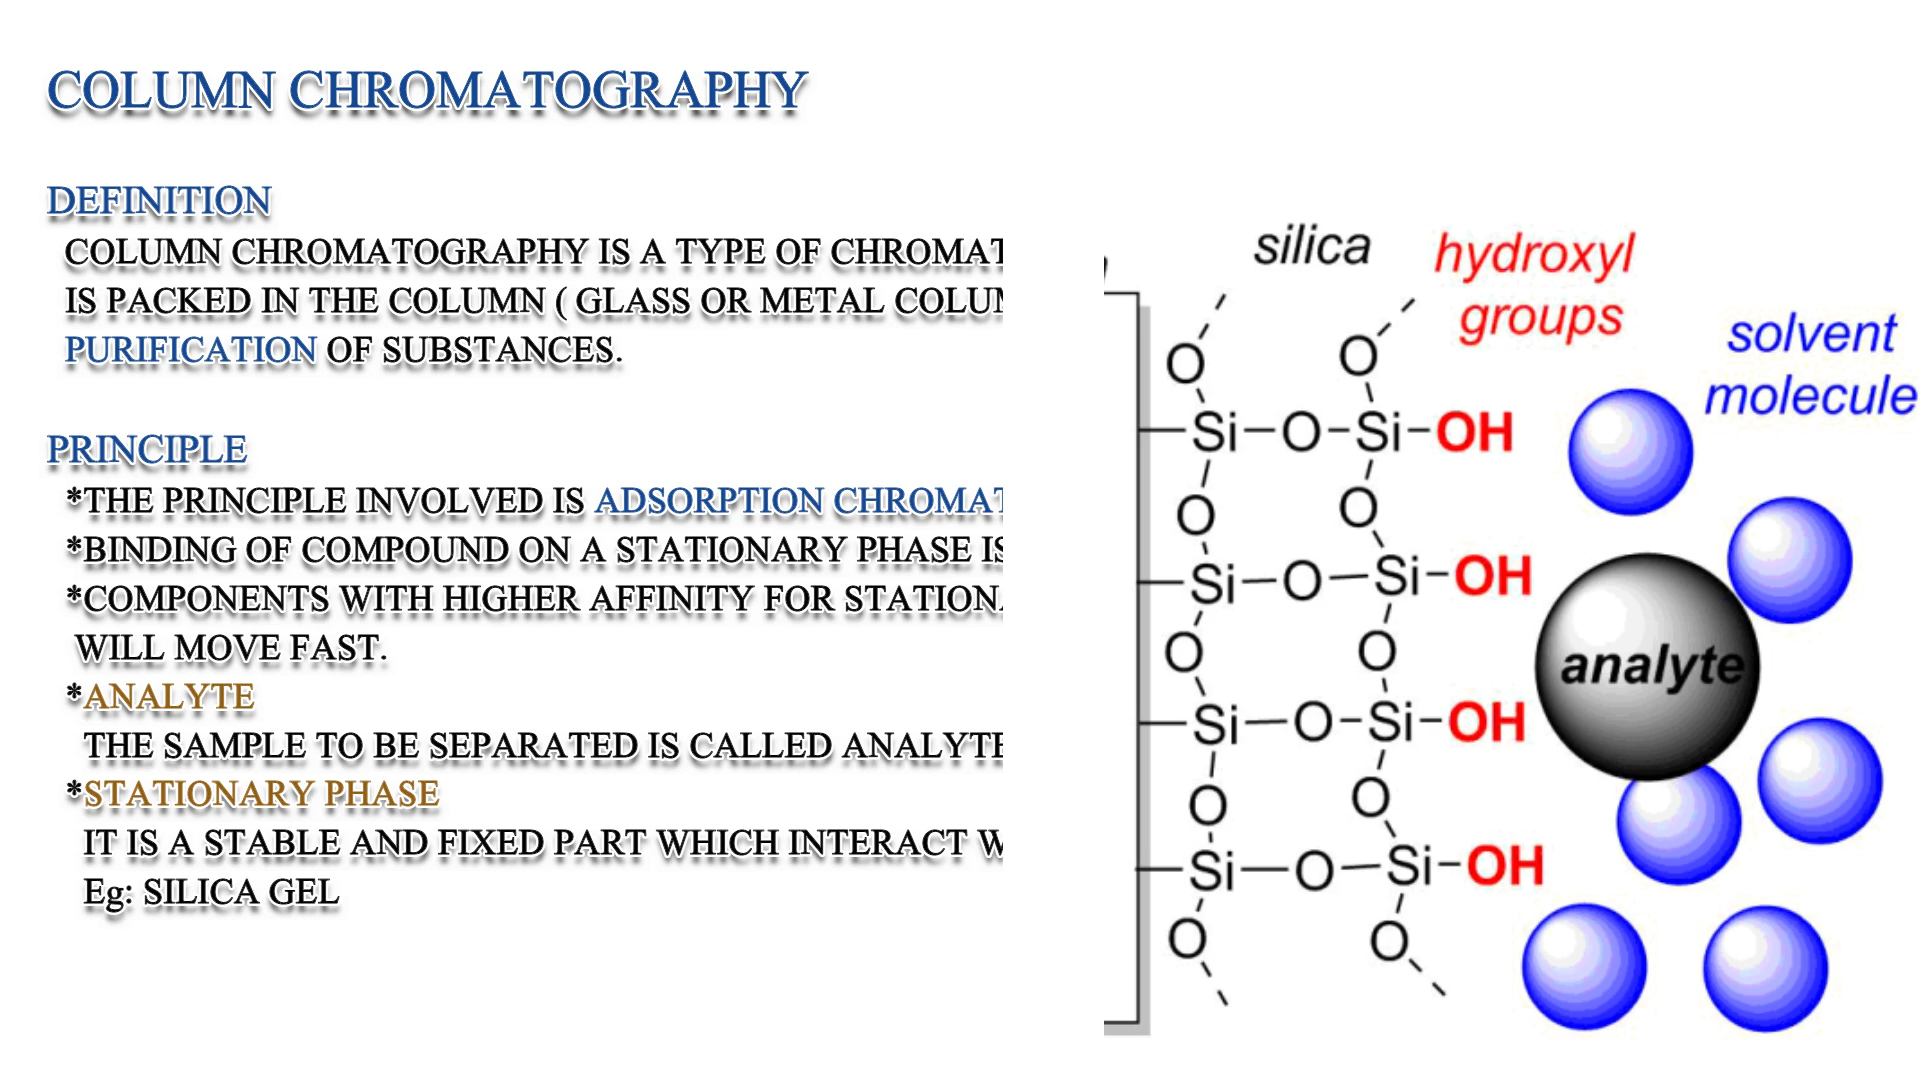 COLUMN CHROMATOGRAPHY
DEFINITION
COLUMN CHROMATOGRAPHY IS A TYPE OF CHROMAT
IS PACKED IN THE COLUMN ( GLASS OR METAL COLUM
PURIFICATION OF SUBSTANCES.
PRINCIPLE
*THE PRINCIPLE INVOLVED IS ADSORPTION CHROMAT
*BINDING OF COMPOUND ON A STATIONARY PHASE IS
*COMPONENTS WITH HIGHER AFFINITY FOR STATIONA
WILL MOVE FAST.
*ANALYTE
THE SAMPLE TO BE SEPARATED IS CALLED ANALYTE
*STATIONARY PHASE
IT IS A STABLE AND FIXED PART WHICH INTERACT W
Eg: SILICA GEL
silica
hydroxyl
groups
solvent
molecule
O O
Si O Si OH
O O
Si O Si OH
O O
Si O Si OH
O O
Si O Si OH
O O
analyte